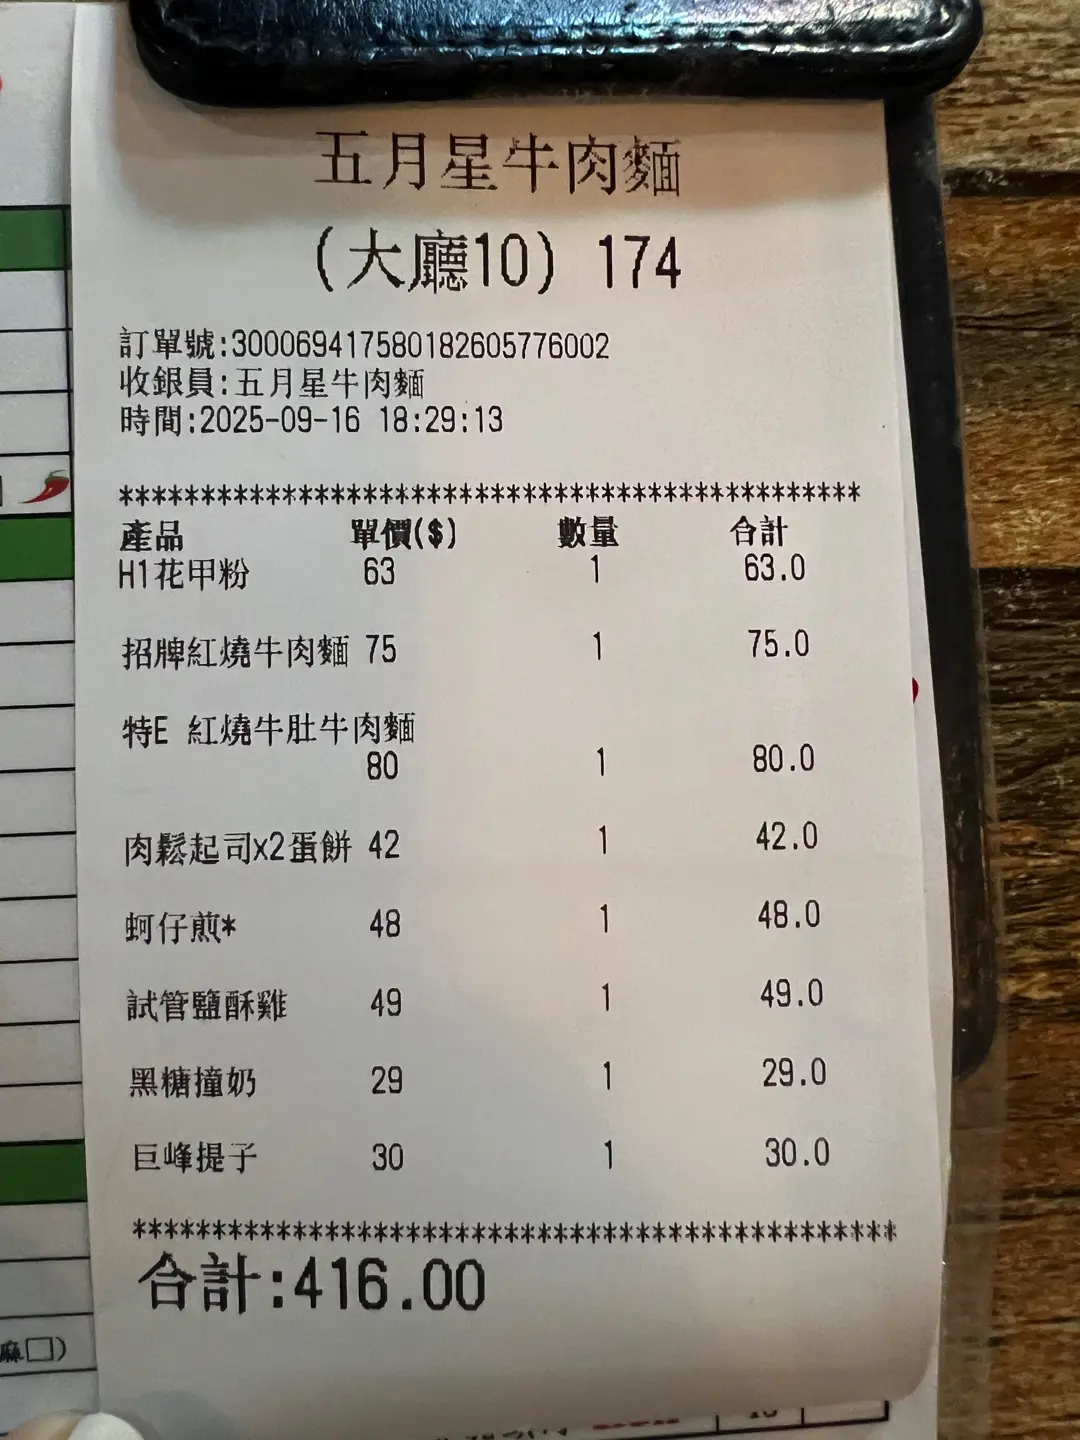 五月星牛肉麵
(大廳10) 174
訂單號:300069417580182605776002
收銀員:五月星牛肉麵
時間:2025-09-16 18:29:13
**********************************************
產品 單價($) 數量 合計
H1花甲粉 63 1 63.0
招牌紅燒牛肉麵 75 1 75.0
特E 紅燒牛肚牛肉麵
80 1 80.0
肉鬆起司x2蛋餅 42 1 42.0
蚵仔煎* 48 1 48.0
試管鹽酥雞 49 1 49.0
黑糖撞奶 29 1 29.0
巨峰提子 30 1 30.0
**********************************************
合計:416.00
麻□)